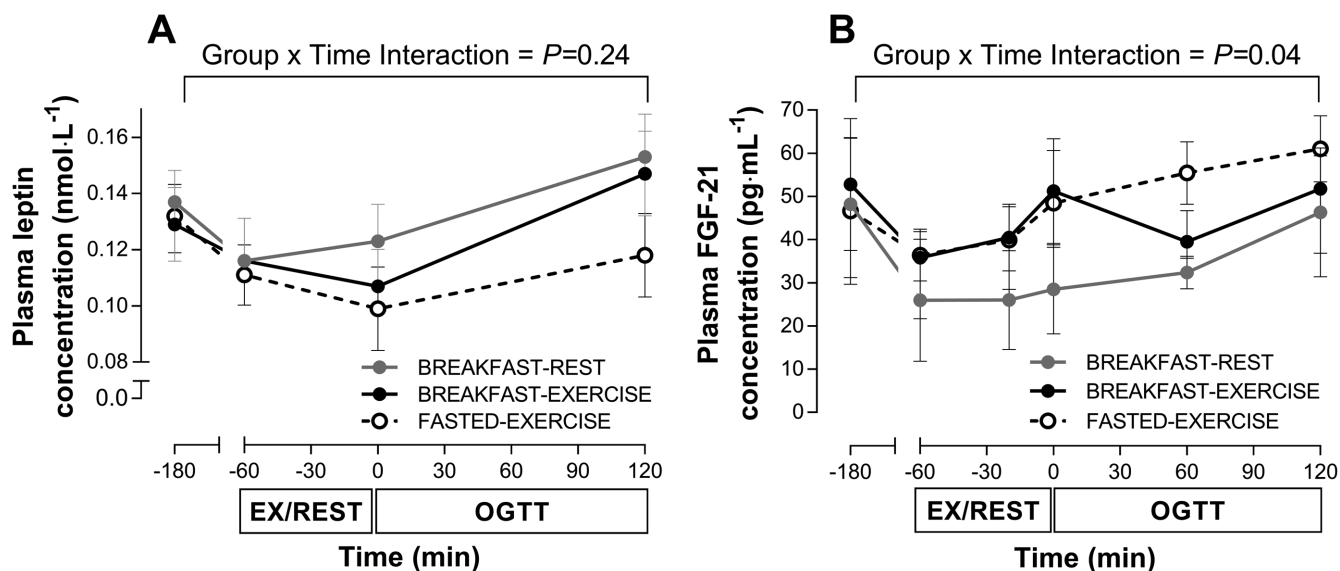 A
Group x Time Interaction = P=0.24
Plasma leptin
concentration (nmol·L⁻¹)
0.16
0.14
0.12
0.10
0.08
0.0
BREAKFAST-REST
BREAKFAST-EXERCISE
FASTED-EXERCISE
-180 -60 -30 0 30 60 90 120
EX/REST OGTT
Time (min)
B
Group x Time Interaction = P=0.04
Plasma FGF-21
concentration (pg·mL⁻¹)
70
60
50
40
30
20
10
0
BREAKFAST-REST
BREAKFAST-EXERCISE
FASTED-EXERCISE
-180 -60 -30 0 30 60 90 120
EX/REST OGTT
Time (min)